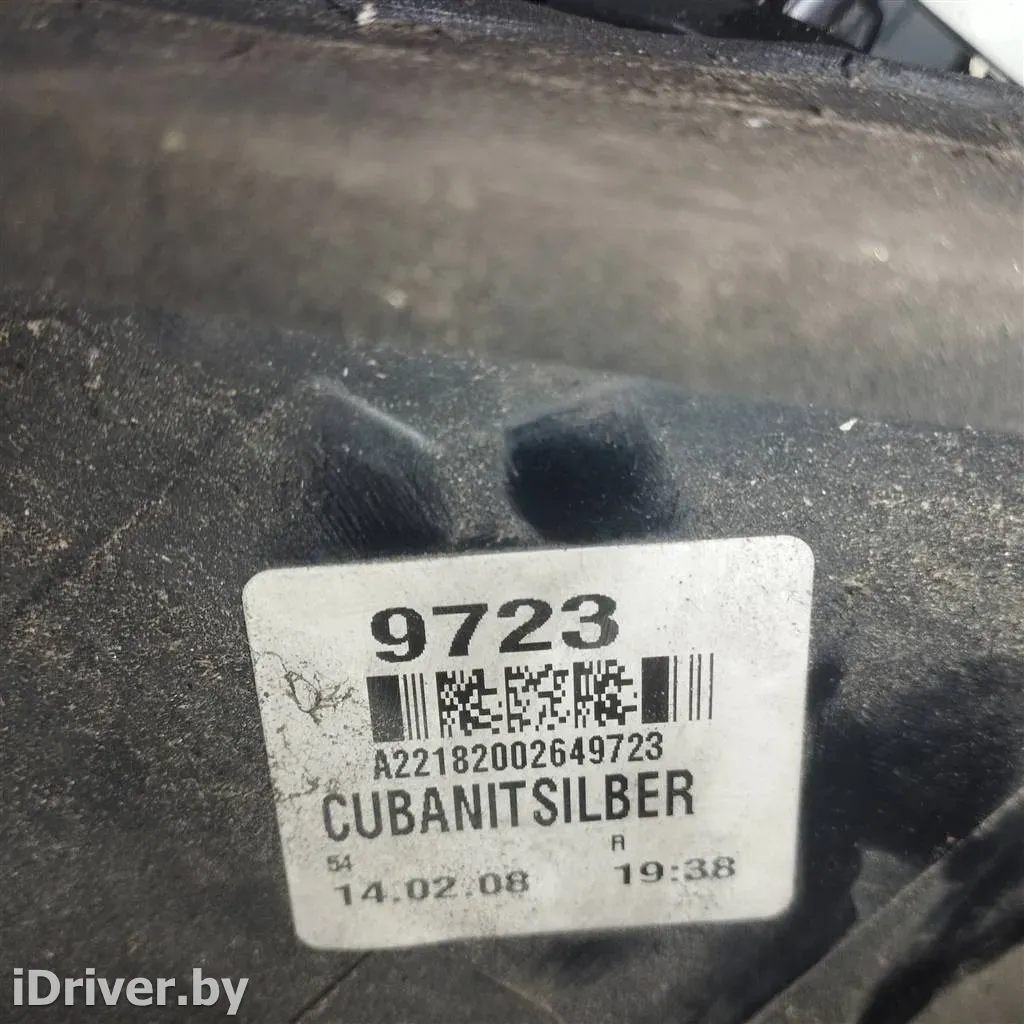 9723
A22182002649723
CUBANITSILBER
54 R
14.02.08 19:38
iDriver.by